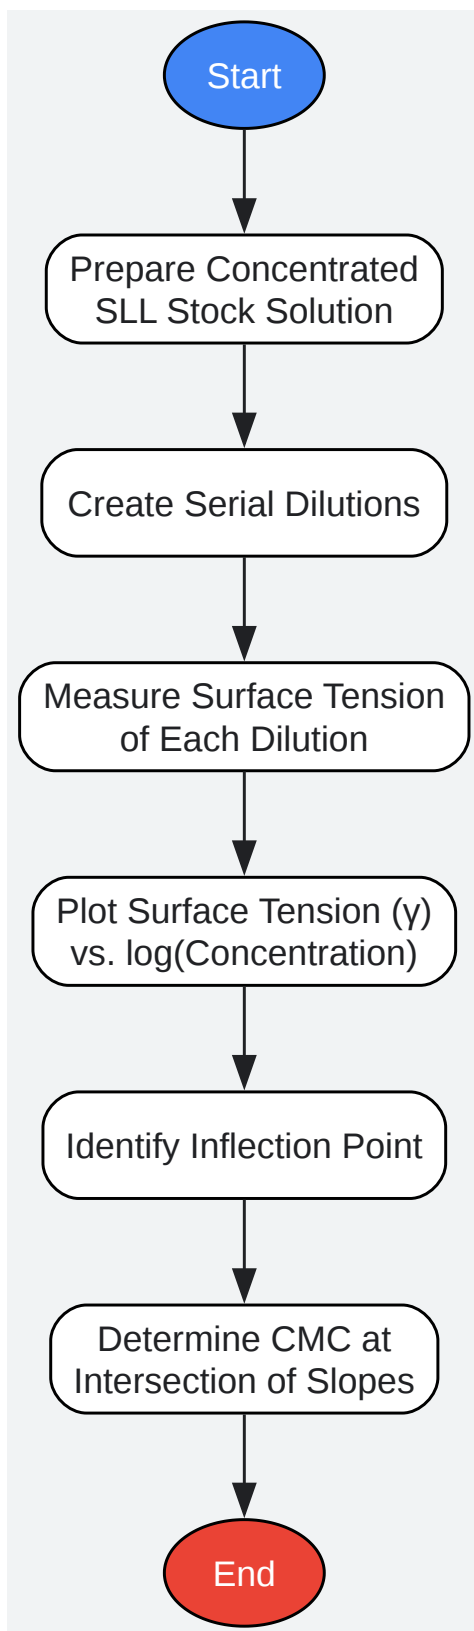 Start
Prepare Concentrated
SLL Stock Solution
Create Serial Dilutions
Measure Surface Tension
of Each Dilution
Plot Surface Tension (γ)
vs. log(Concentration)
Identify Inflection Point
Determine CMC at
Intersection of Slopes
End